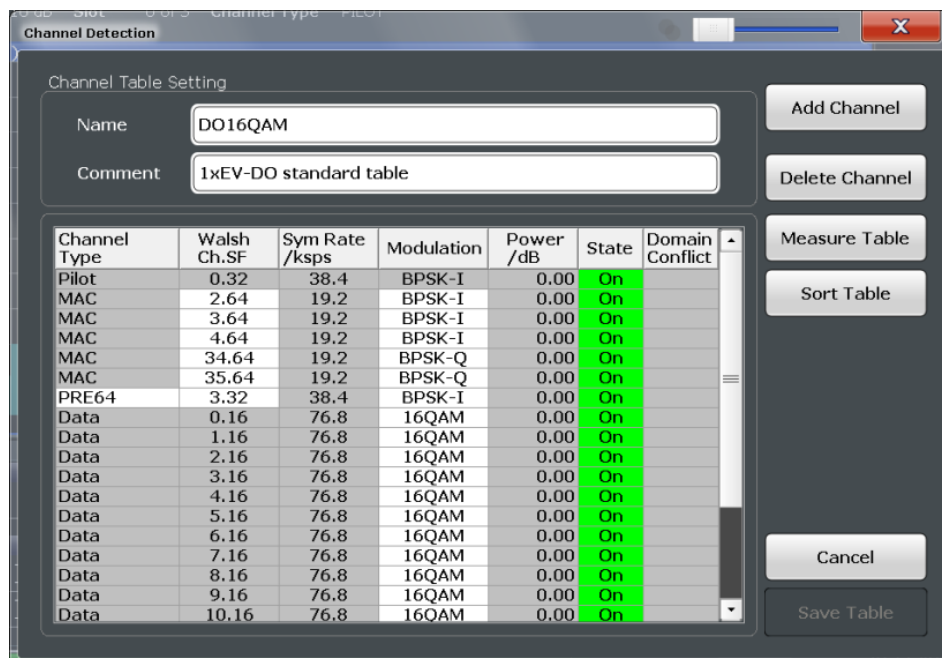 Slot 0 of 3 Channel Type PILOT
Channel Detection
X
Channel Table Setting
Name DO16QAM
Comment 1xEV-DO standard table
Add Channel
Delete Channel
Measure Table
Sort Table
Channel Type Walsh Ch.SF Sym Rate /ksps Modulation Power /dB State Domain Conflict
Pilot 0.32 38.4 BPSK-I 0.00 On
MAC 2.64 19.2 BPSK-I 0.00 On
MAC 3.64 19.2 BPSK-I 0.00 On
MAC 4.64 19.2 BPSK-I 0.00 On
MAC 34.64 19.2 BPSK-Q 0.00 On
MAC 35.64 19.2 BPSK-Q 0.00 On
PRE64 3.32 38.4 BPSK-I 0.00 On
Data 0.16 76.8 16QAM 0.00 On
Data 1.16 76.8 16QAM 0.00 On
Data 2.16 76.8 16QAM 0.00 On
Data 3.16 76.8 16QAM 0.00 On
Data 4.16 76.8 16QAM 0.00 On
Data 5.16 76.8 16QAM 0.00 On
Data 6.16 76.8 16QAM 0.00 On
Data 7.16 76.8 16QAM 0.00 On
Data 8.16 76.8 16QAM 0.00 On
Data 9.16 76.8 16QAM 0.00 On
Data 10.16 76.8 16QAM 0.00 On
Cancel
Save Table